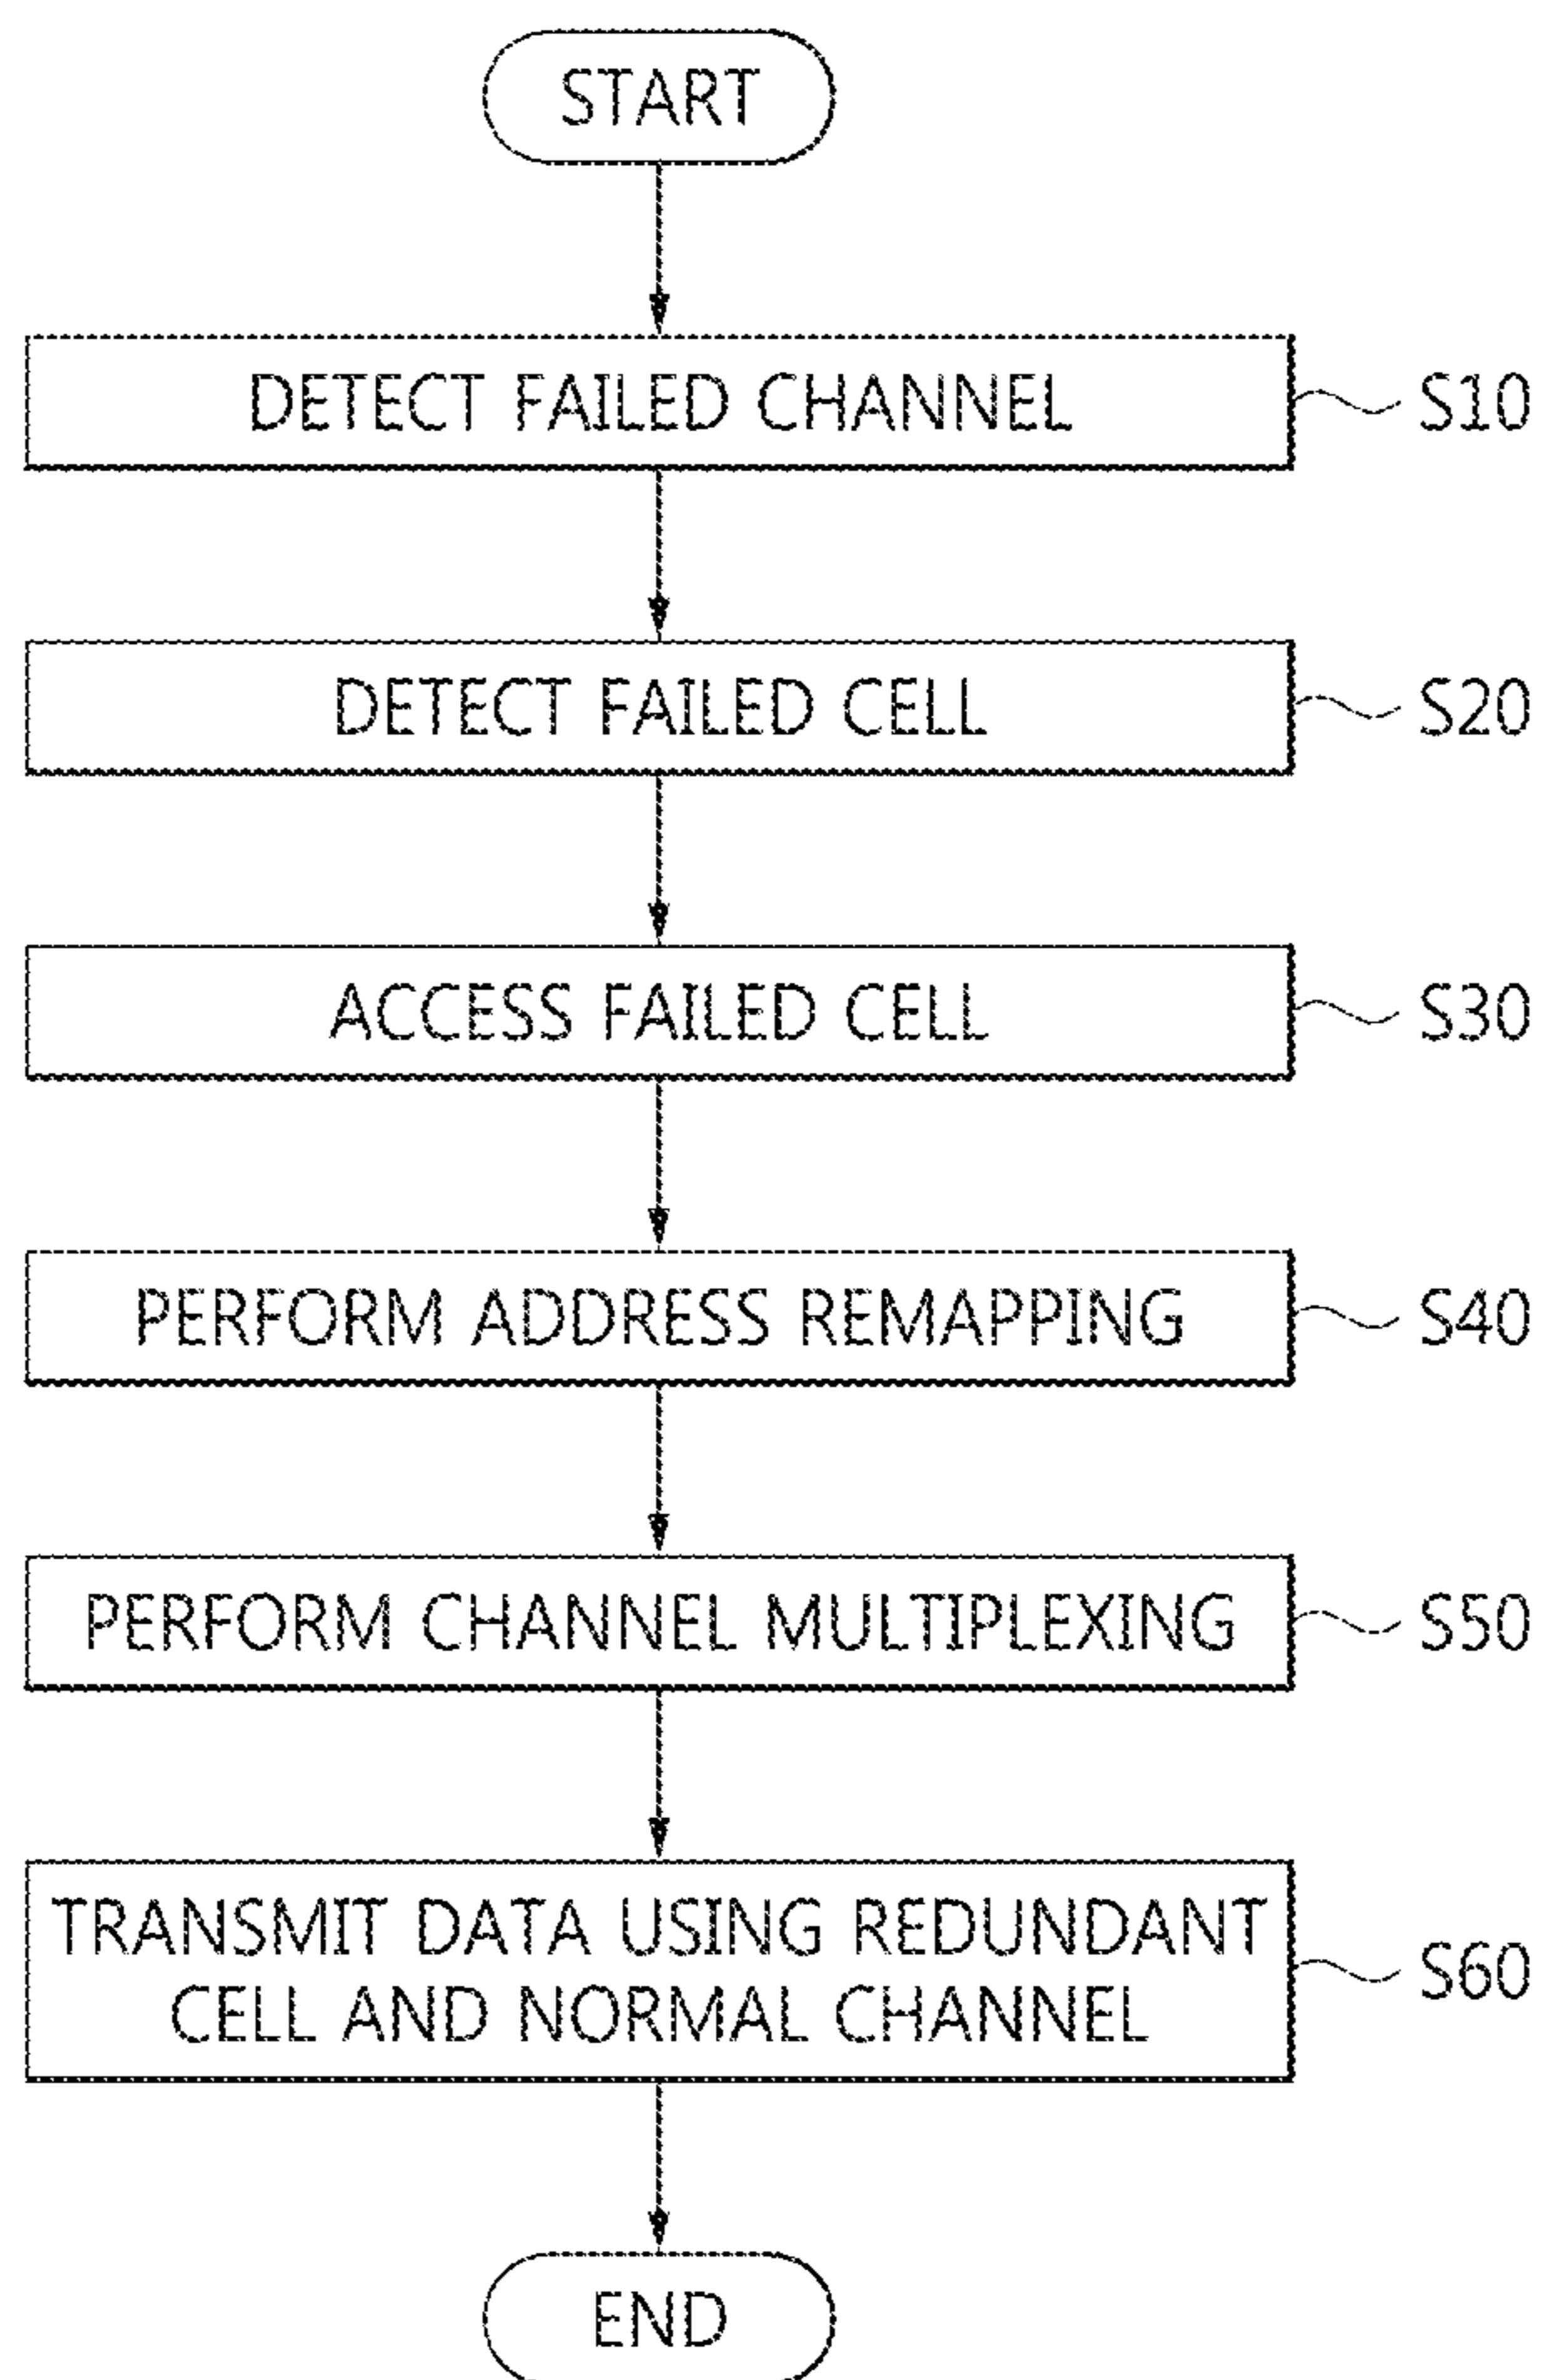 START
DETECT FAILED CHANNEL
S10
DETECT FAILED CELL
S20
ACCESS FAILED CELL
S30
PERFORM ADDRESS REMAPPING
S40
PERFORM CHANNEL MULTIPLEXING
S50
TRANSMIT DATA USING REDUNDANT
CELL AND NORMAL CHANNEL
S60
END